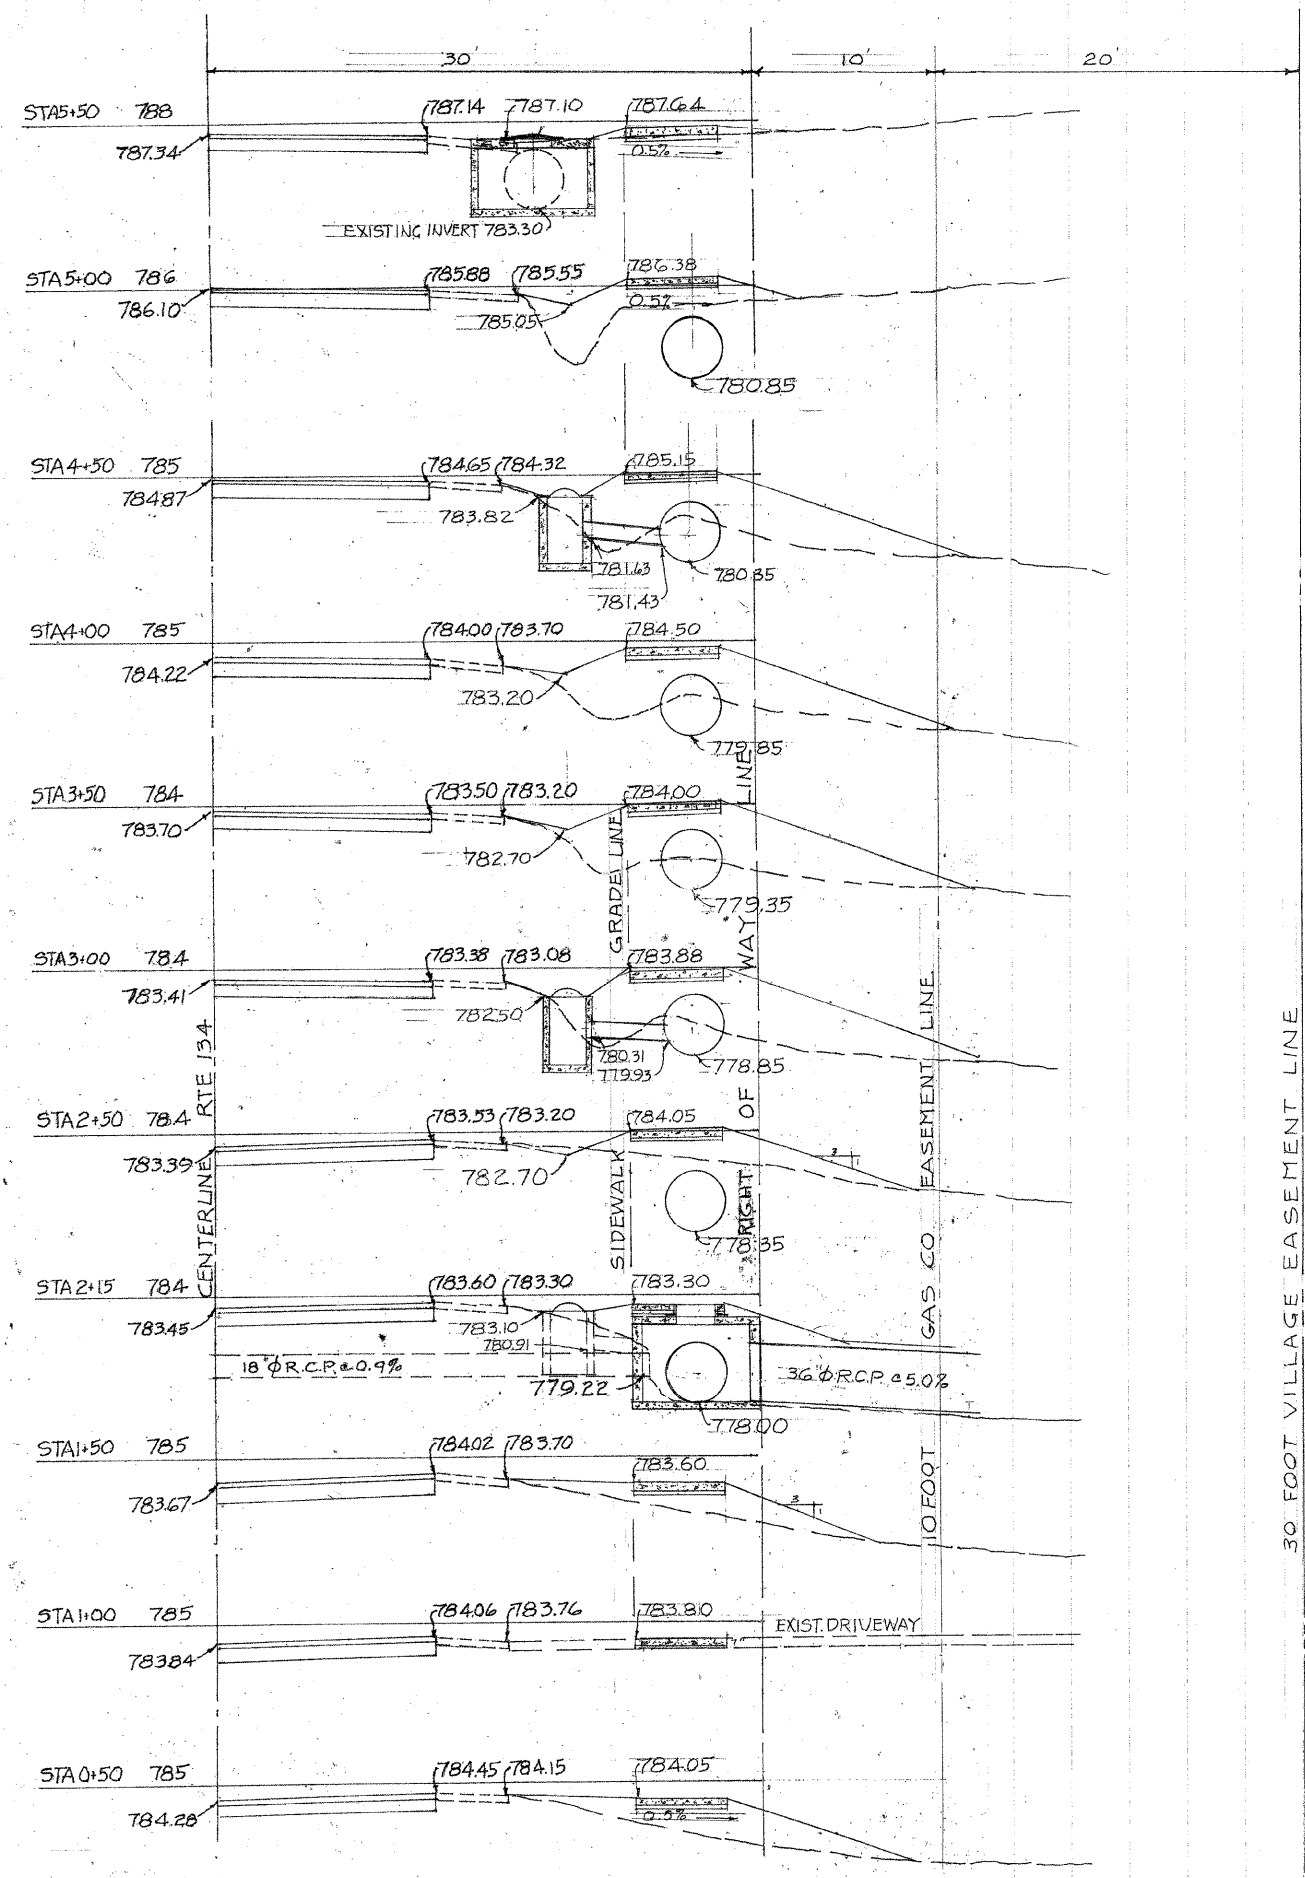 30' 10' 20'
STA5+50 788 787.14 787.10 787.64
787.34 0.5%
EXISTING INVERT 783.30
STA5+00 786 785.88 785.55 786.38
786.10 785.05 0.5%
780.85
STA4+50 785 784.65 784.32 785.15
784.87 783.82
781.63 780.35
781.43
STA4+00 785 784.00 783.70 784.50
784.22 783.20
779.85
STA3+50 784 783.50 783.20 784.00
783.70 782.70
779.35
STA3+00 784 783.38 783.08 783.88
783.41 782.50
780.31
779.93 778.85
STA2+50 784 783.53 783.20 784.05
783.39 782.70 3 1
778.35
STA2+15 784 783.60 783.30 783.30
783.45 783.10
780.91
18"Φ R.C.P. @ 0.9% 779.22 36"Φ R.C.P. @ 5.0%
778.00
STA1+50 785 784.02 783.70 783.60
783.67 3 1
STA1+00 785 784.06 783.76 783.80
783.84 EXIST. DRIVEWAY
STA0+50 785 784.45 784.15 784.05
784.28 0.5%
CENTERLINE RTE 134
SIDEWALK GRADE LINE
RIGHT OF WAY LINE
10 FOOT GAS CO. EASEMENT LINE
30 FOOT VILLAGE EASEMENT LINE